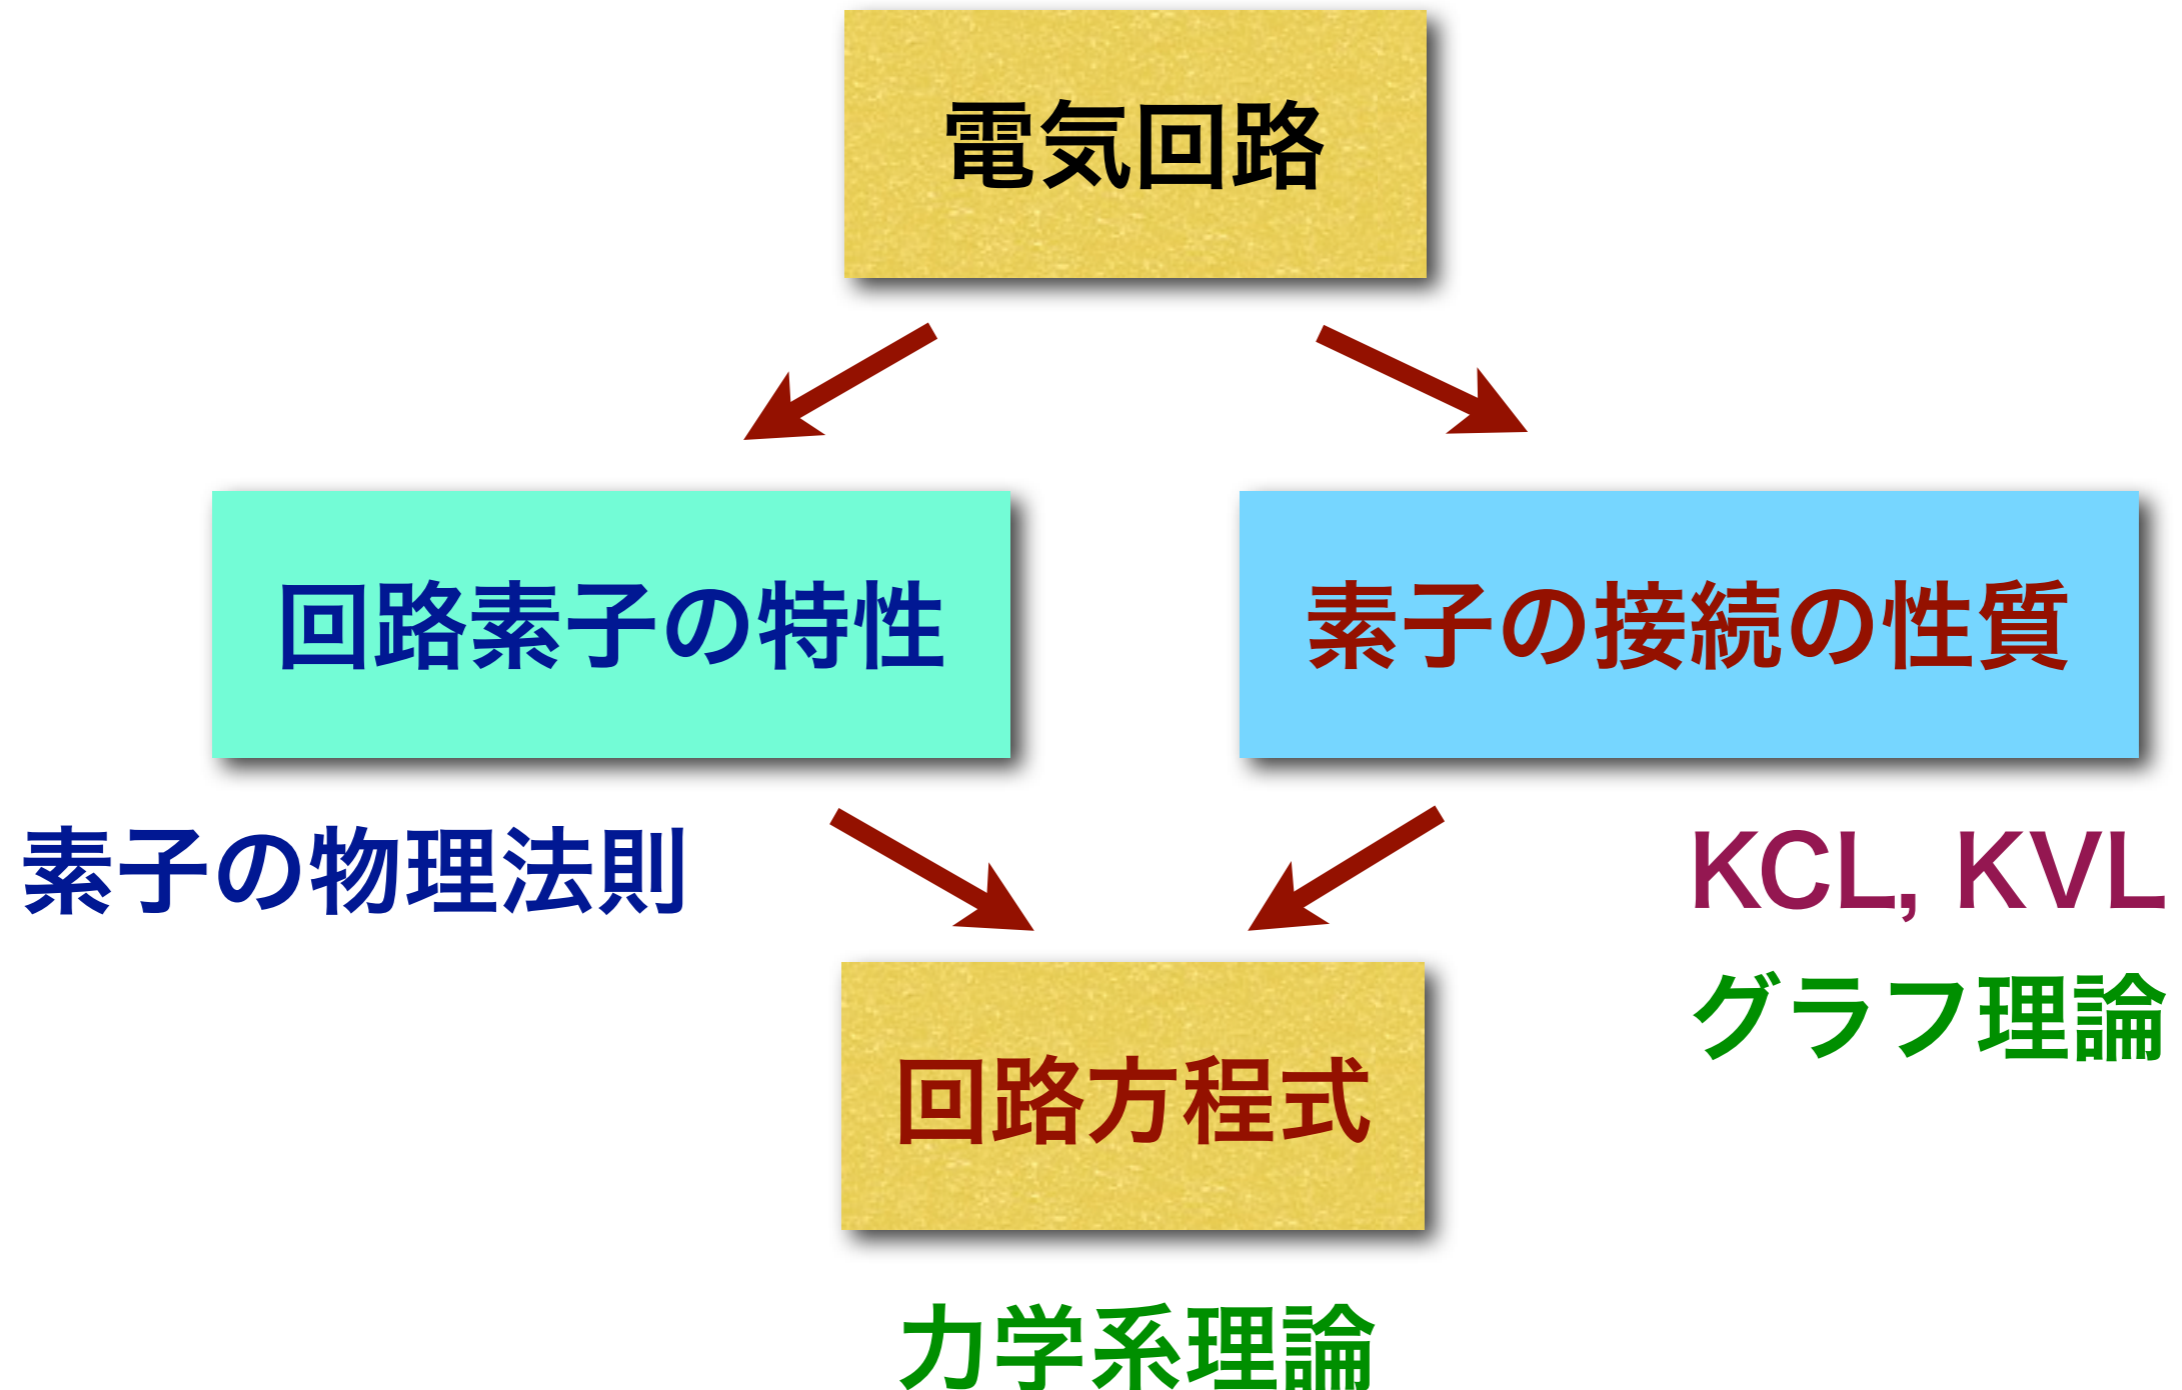 電気回路
回路素子の特性
素子の接続の性質
素子の物理法則
KCL, KVL
グラフ理論
回路方程式
力学系理論